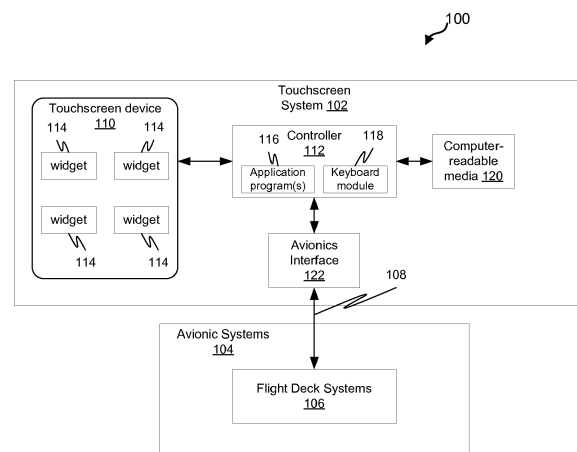 100
Touchscreen
System 102
Touchscreen device
110
114
114
widget
widget
widget
widget
114
114
Controller
112
116
118
Application
program(s)
Keyboard
module
Computer-
readable
media 120
Avionics
Interface
122
108
Avionic Systems
104
Flight Deck Systems
106